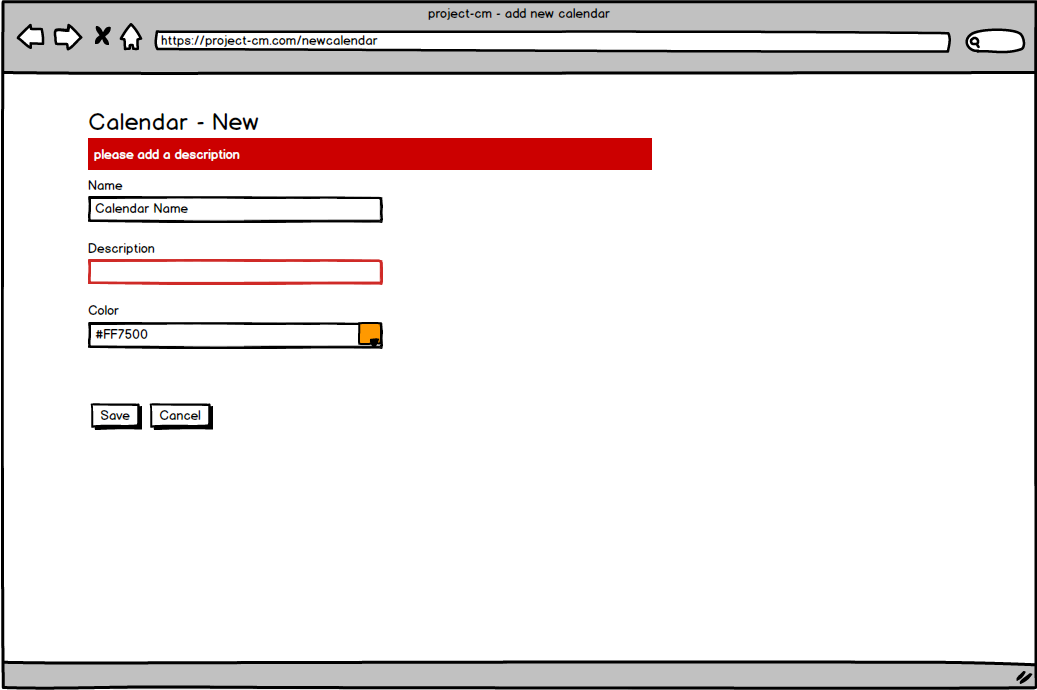 project-cm - add new calendar
https://project-cm.com/newcalendar
Calendar - New
please add a description
Name
Calendar Name
Description
Color
#FF7500
Save Cancel